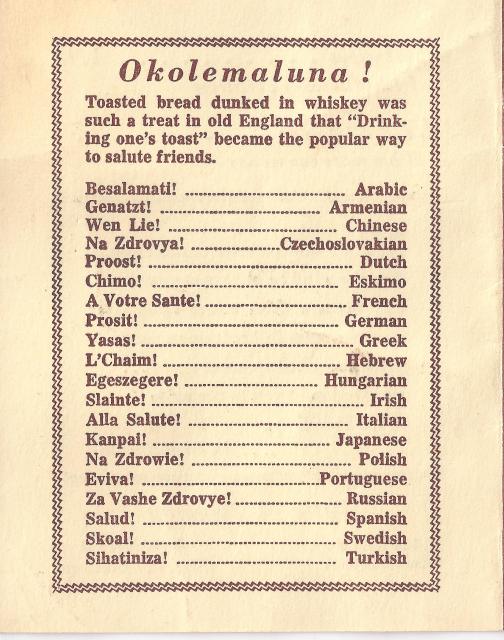 Okolemaluna !
Toasted bread dunked in whiskey was
such a treat in old England that “Drink-
ing one's toast” became the popular way
to salute friends.
Besalamati! ........................ Arabic
Genatzt! ........................ Armenian
Wen Lie! ........................ Chinese
Na Zdrovya! ................Czechoslovakian
Proost! ........................ Dutch
Chimo! ........................ Eskimo
A Votre Sante! ........................ French
Prosit! ........................ German
Yasas! ........................ Greek
L'Chaim! ........................ Hebrew
Egeszegere! ........................ Hungarian
Slainte! ........................ Irish
Alla Salute! ........................ Italian
Kanpai! ........................ Japanese
Na Zdrowie! ........................ Polish
Eviva! ........................Portuguese
Za Vashe Zdrovye! ........................ Russian
Salud! ........................ Spanish
Skoal! ........................ Swedish
Sihatiniza! ........................ Turkish